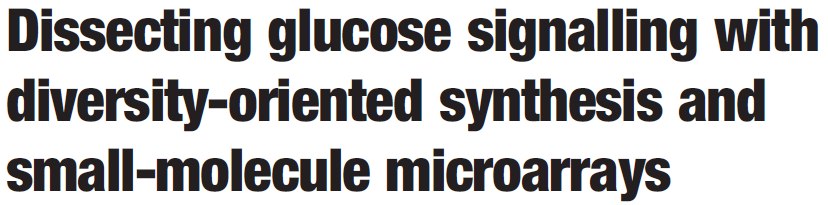 Dissecting glucose signalling with
diversity-oriented synthesis and
small-molecule microarrays